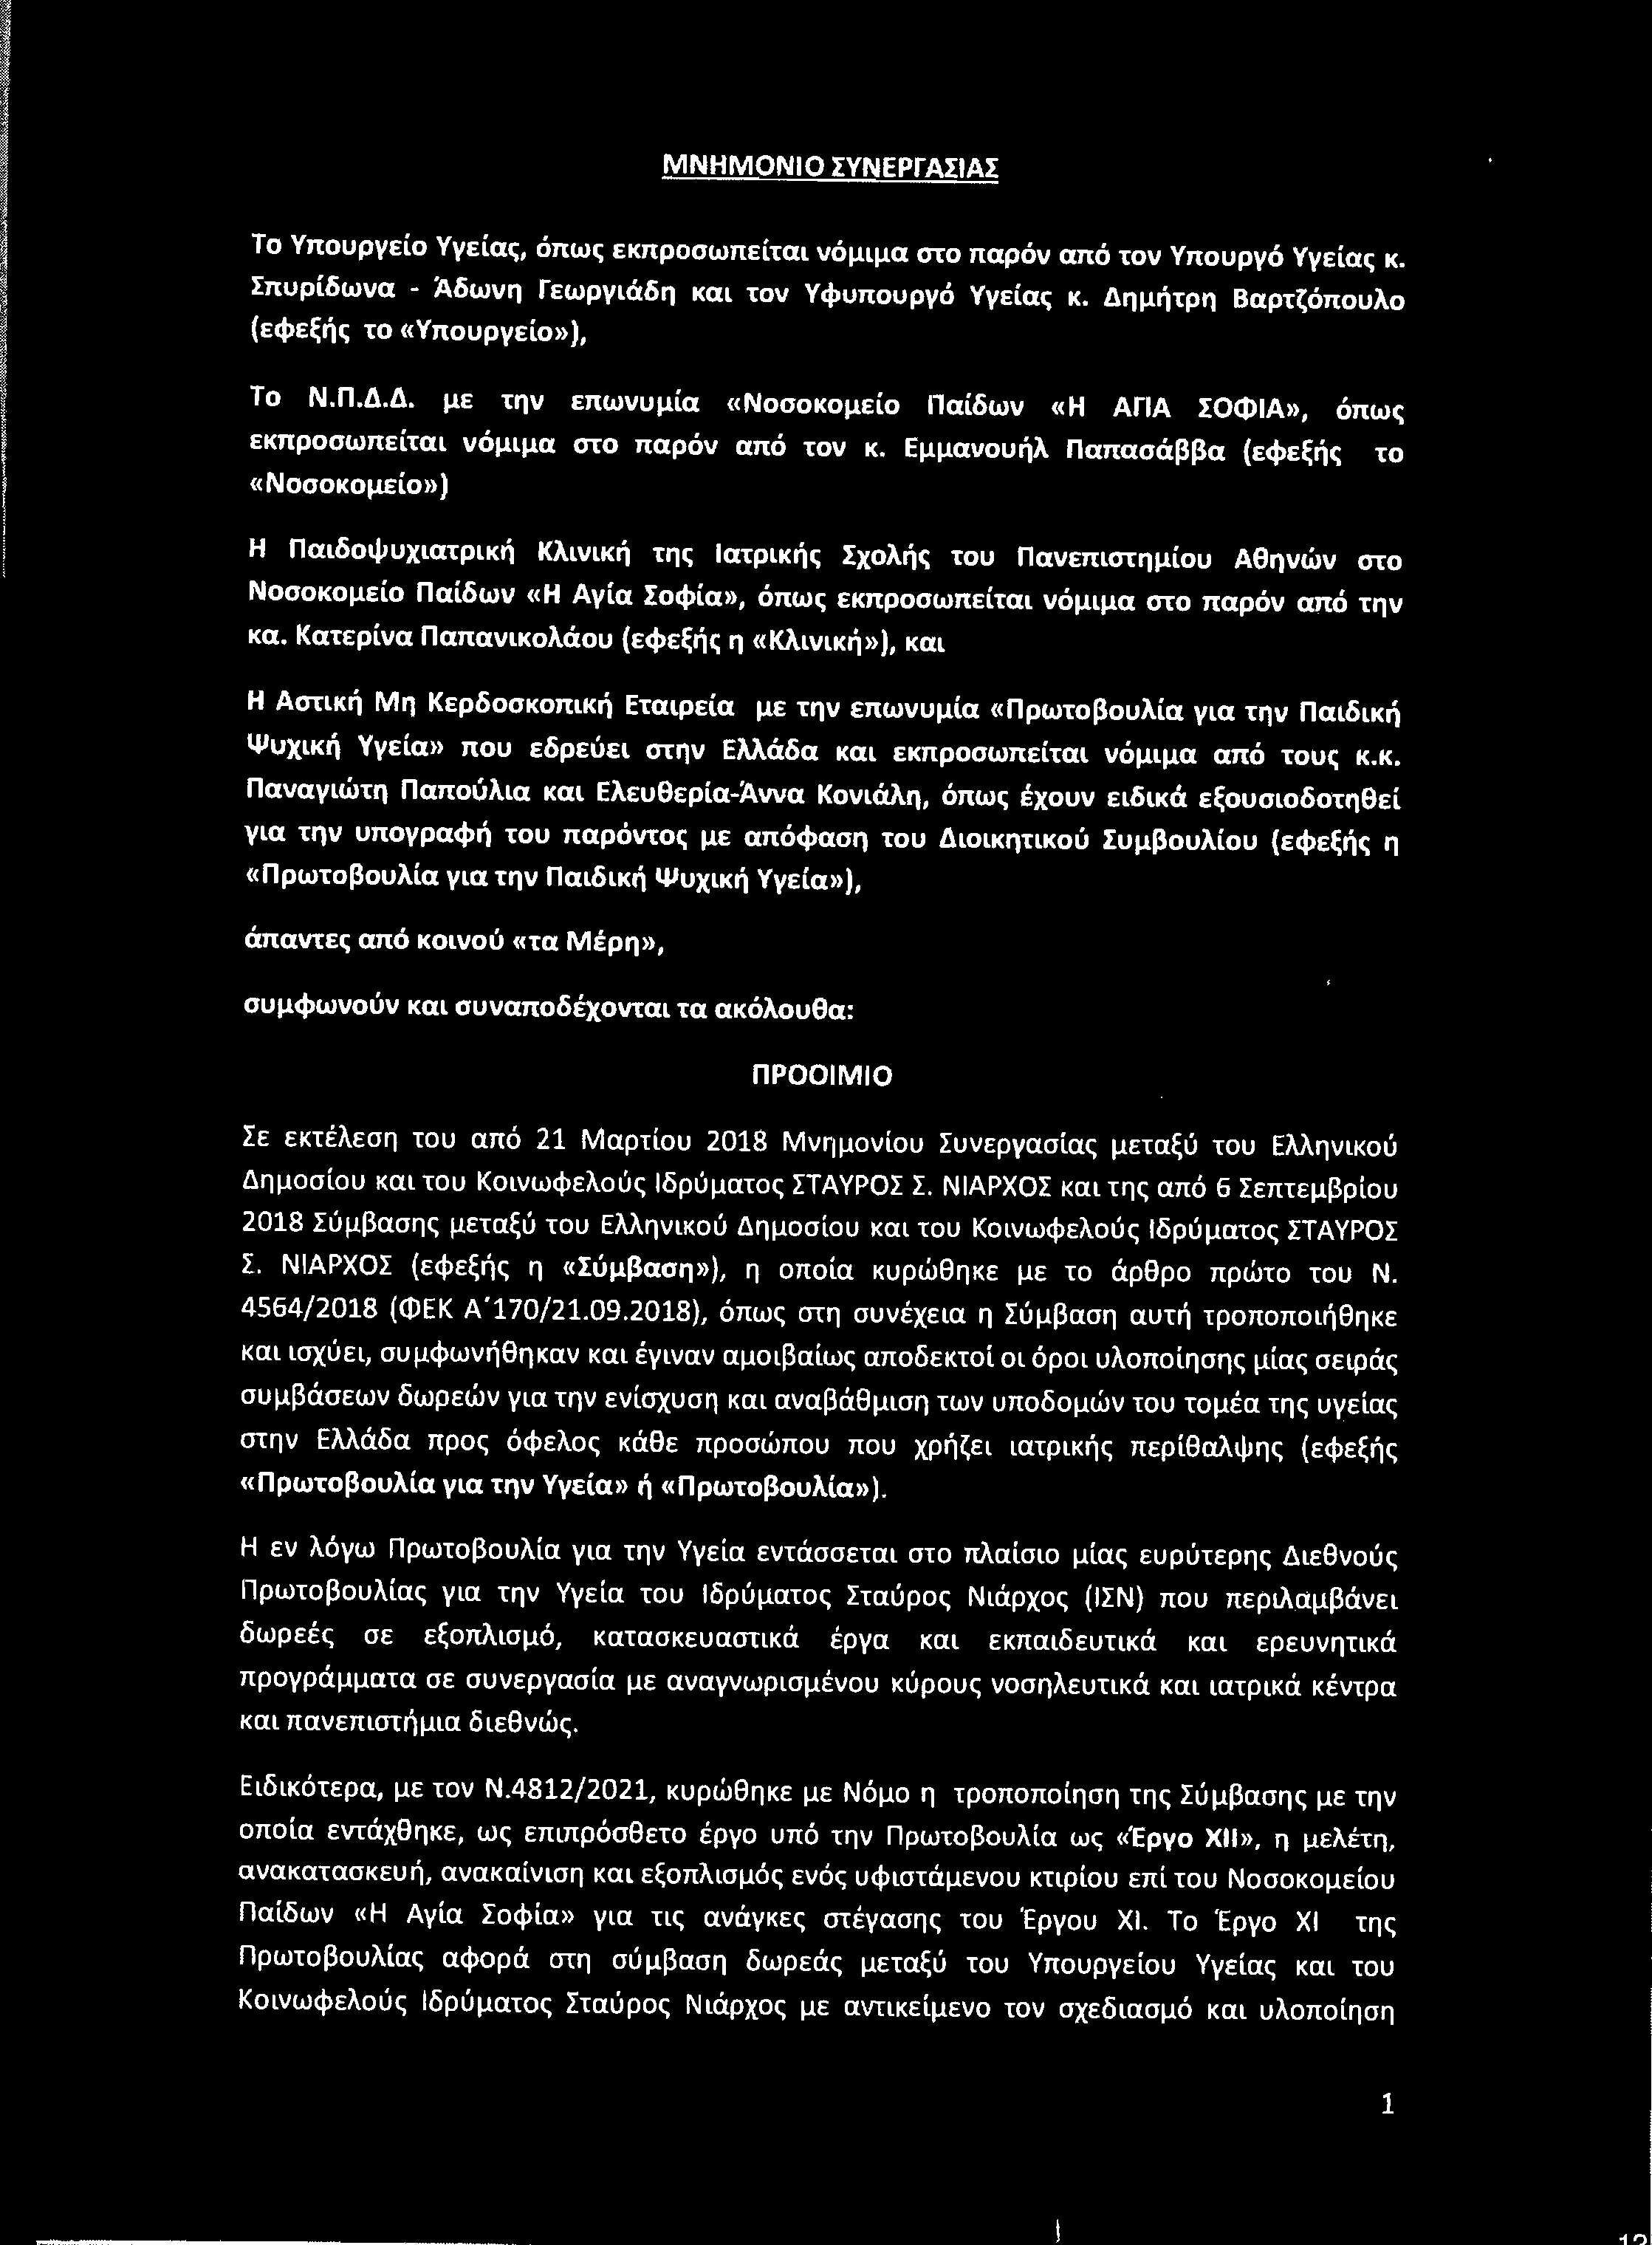 ΜΝΗΜΟΝΙΟ ΣΥΝΕΡΓΑΣΙΑΣ
Το Υπουργείο Υγείας, όπως εκπροσωπείται νόμιμα στο παρόν από τον Υπουργό Υγείας κ.
Σπυρίδωνα - Άδωνη Γεωργιάδη και τον Υφυπουργό Υγείας κ. Δημήτρη Βαρτζόπουλο
(εφεξής το «Υπουργείο»),
Το Ν.Π.Δ.Δ. με την επωνυμία «Νοσοκομείο Παίδων «Η ΑΓΙΑ ΣΟΦΙΑ», όπως
εκπροσωπείται νόμιμα στο παρόν από τον κ. Εμμανουήλ Παπασάββα (εφεξής το
«Νοσοκομείο»)
Η Παιδοψυχιατρική Κλινική της Ιατρικής Σχολής του Πανεπιστημίου Αθηνών στο
Νοσοκομείο Παίδων «Η Αγία Σοφία», όπως εκπροσωπείται νόμιμα στο παρόν από την
κα. Κατερίνα Παπανικολάου (εφεξής η «Κλινική»), και
Η Αστική Μη Κερδοσκοπική Εταιρεία με την επωνυμία «Πρωτοβουλία για την Παιδική
Ψυχική Υγεία» που εδρεύει στην Ελλάδα και εκπροσωπείται νόμιμα από τους κ.κ.
Παναγιώτη Παπούλια και Ελευθερία-Άννα Κονιάλη, όπως έχουν ειδικά εξουσιοδοτηθεί
για την υπογραφή του παρόντος με απόφαση του Διοικητικού Συμβουλίου (εφεξής η
«Πρωτοβουλία για την Παιδική Ψυχική Υγεία»),
άπαντες από κοινού «τα Μέρη»,
συμφωνούν και συναποδέχονται τα ακόλουθα:
ΠΡΟΟΙΜΙΟ
Σε εκτέλεση του από 21 Μαρτίου 2018 Μνημονίου Συνεργασίας μεταξύ του Ελληνικού
Δημοσίου και του Κοινωφελούς Ιδρύματος ΣΤΑΥΡΟΣ Σ. ΝΙΑΡΧΟΣ και της από 6 Σεπτεμβρίου
2018 Σύμβασης μεταξύ του Ελληνικού Δημοσίου και του Κοινωφελούς Ιδρύματος ΣΤΑΥΡΟΣ
Σ. ΝΙΑΡΧΟΣ (εφεξής η «Σύμβαση»), η οποία κυρώθηκε με το άρθρο πρώτο του Ν.
4564/2018 (ΦΕΚ Α'170/21.09.2018), όπως στη συνέχεια η Σύμβαση αυτή τροποποιήθηκε
και ισχύει, συμφωνήθηκαν και έγιναν αμοιβαίως αποδεκτοί οι όροι υλοποίησης μίας σειράς
συμβάσεων δωρεών για την ενίσχυση και αναβάθμιση των υποδομών του τομέα της υγείας
στην Ελλάδα προς όφελος κάθε προσώπου που χρήζει ιατρικής περίθαλψης (εφεξής
«Πρωτοβουλία για την Υγεία» ή «Πρωτοβουλία»).
Η εν λόγω Πρωτοβουλία για την Υγεία εντάσσεται στο πλαίσιο μίας ευρύτερης Διεθνούς
Πρωτοβουλίας για την Υγεία του Ιδρύματος Σταύρος Νιάρχος (ΙΣΝ) που περιλαμβάνει
δωρεές σε εξοπλισμό, κατασκευαστικά έργα και εκπαιδευτικά και ερευνητικά
προγράμματα σε συνεργασία με αναγνωρισμένου κύρους νοσηλευτικά και ιατρικά κέντρα
και πανεπιστήμια διεθνώς.
Ειδικότερα, με τον Ν.4812/2021, κυρώθηκε με Νόμο η τροποποίηση της Σύμβασης με την
οποία εντάχθηκε, ως επιπρόσθετο έργο υπό την Πρωτοβουλία ως «Έργο ΧΙΙ», η μελέτη,
ανακατασκευή, ανακαίνιση και εξοπλισμός ενός υφιστάμενου κτιρίου επί του Νοσοκομείου
Παίδων «Η Αγία Σοφία» για τις ανάγκες στέγασης του Έργου ΧΙ. Το Έργο ΧΙ της
Πρωτοβουλίας αφορά στη σύμβαση δωρεάς μεταξύ του Υπουργείου Υγείας και του
Κοινωφελούς Ιδρύματος Σταύρος Νιάρχος με αντικείμενο τον σχεδιασμό και υλοποίηση
1